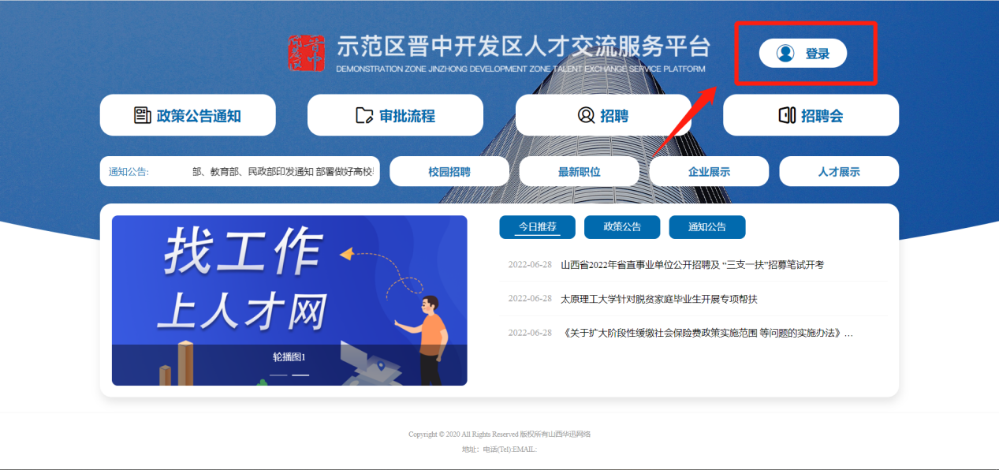 示范区晋中开发区人才交流服务平台
DEMONSTRATION ZONE JINZHONG DEVELOPMENT ZONE TALENT EXCHANGE SERVICE PLATFORM
登录
政策公告通知
审批流程
招聘
招聘会
通知公告: 部、教育部、民政部印发通知 部署做好高校
校园招聘
最新职位
企业展示
人才展示
找工作
上人才网
轮播图1
今日推荐
政策公告
通知公告
2022-06-28 山西省2022年省直事业单位公开招聘及 “三支一扶”招募笔试开考
2022-06-28 太原理工大学针对脱贫家庭毕业生开展专项帮扶
2022-06-28 《关于扩大阶段性缓缴社会保险费政策实施范围 等问题的实施办法》…
Copyright © 2020 All Rights Reserved 版权所有山西华迅网络
地址: 电话(Tel):EMAIL: